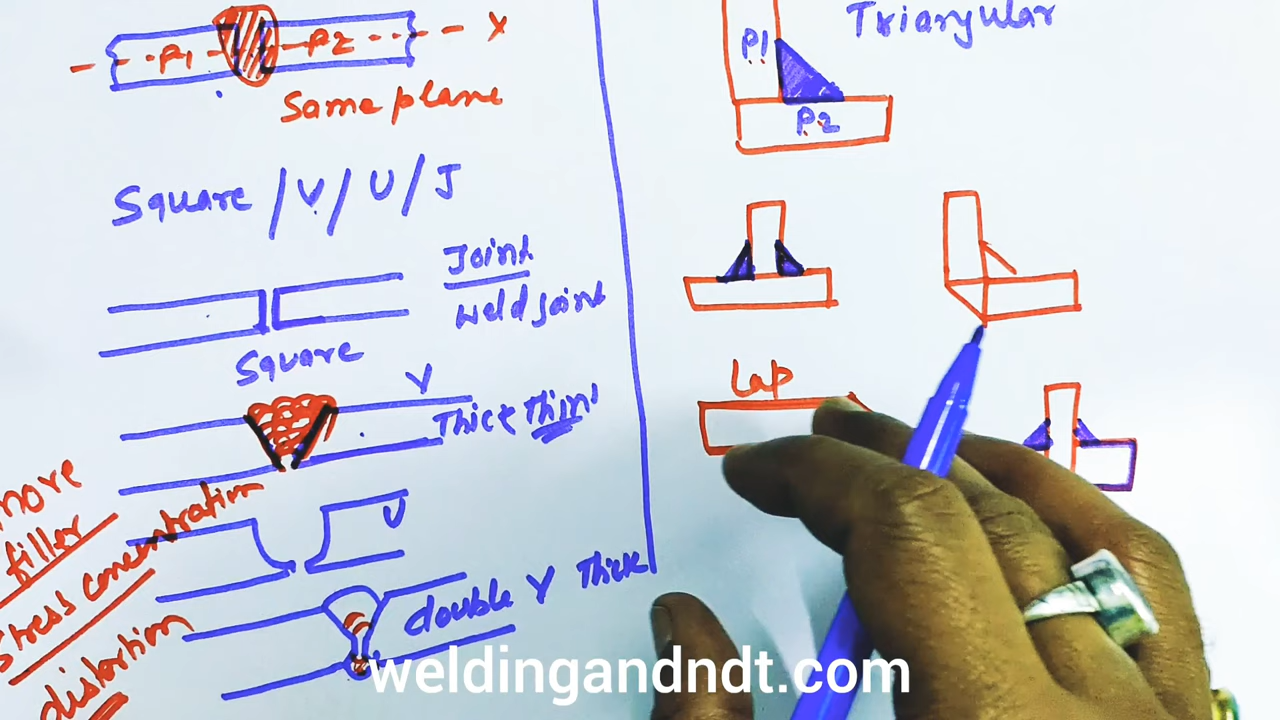 P1 P2 X
Same plane
Square / V / U / J
Joint
Weld joint
Square
V
Thick Thin
more
filler
Stress concentration
distortion
U
double V Thick
Triangular
P1
P2
Lap
weldingandndt.com